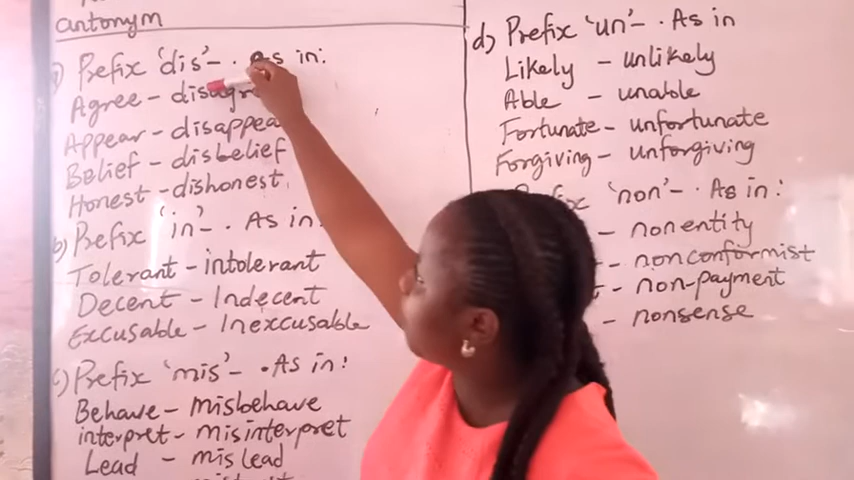 antonym
a) Prefix 'dis'- . As in:
Agree - disagre
Appear - disappear
Belief - disbelief
Honest - dishonest
b) Prefix 'in'- . As in:
Tolerant - intolerant
Decent - Indecent
Excusable - Inexcusable
c) Prefix 'mis'- . As in:
Behave - misbehave
interpret - misinterpret
Lead - mislead
d) Prefix 'un'- . As in
Likely - unlikely
Able - unable
Fortunate - unfortunate
Forgiving - unforgiving
'non'- . As in:
- nonentity
- nonconformist
- non-payment
- nonsense